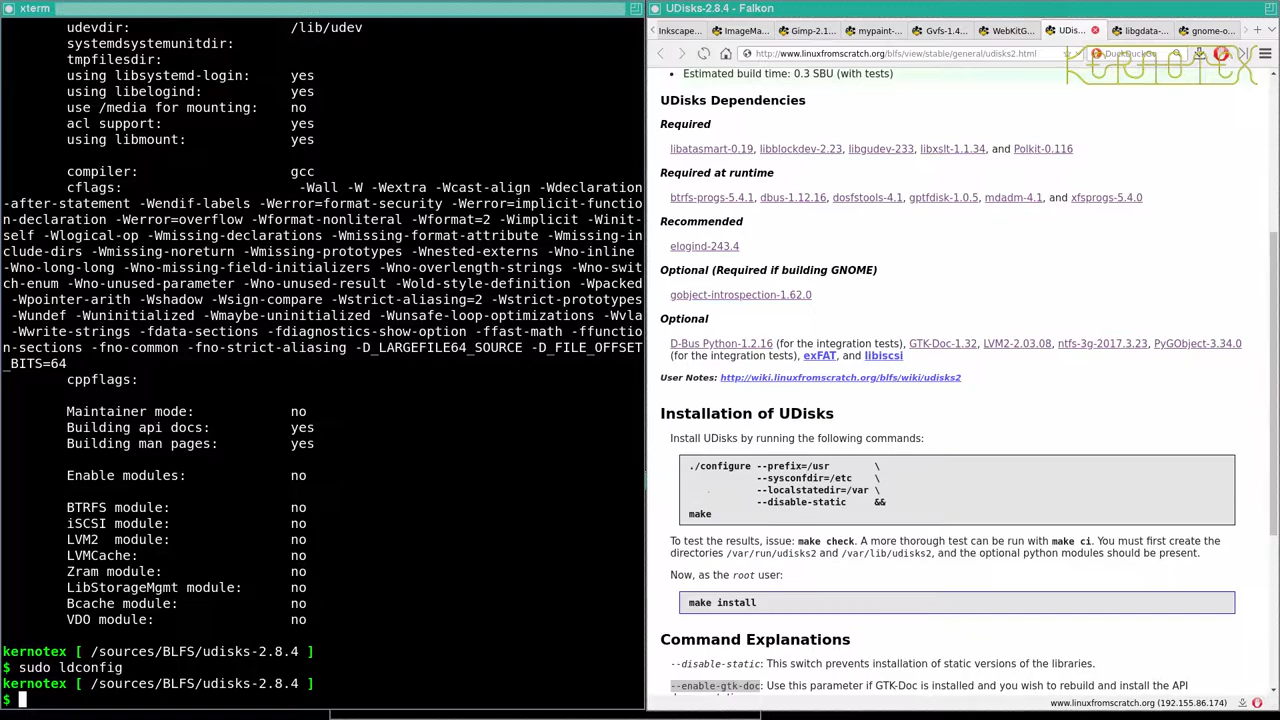 xterm
udevdir: /lib/udev
systemdsystemunitdir:
tmpfilesdir:
using libsystemd-login: yes
using libelogind: yes
use /media for mounting: no
acl support: yes
using libmount: yes
compiler: gcc
cflags: -Wall -W -Wextra -Wcast-align -Wdeclaration
-after-statement -Wendif-labels -Werror=format-security -Werror=implicit-functio
n-declaration -Werror=overflow -Wformat-nonliteral -Wformat=2 -Wimplicit -Winit-
self -Wlogical-op -Wmissing-declarations -Wmissing-format-attribute -Wmissing-in
clude-dirs -Wmissing-noreturn -Wmissing-prototypes -Wnested-externs -Wno-inline 
-Wno-long-long -Wno-missing-field-initializers -Wno-overlength-strings -Wno-swit
ch-enum -Wno-unused-parameter -Wno-unused-result -Wold-style-definition -Wpacked
-Wpointer-arith -Wshadow -Wsign-compare -Wstrict-aliasing=2 -Wstrict-prototypes
-Wundef -Wuninitialized -Wmaybe-uninitialized -Wunsafe-loop-optimizations -Wvla
-Wwrite-strings -fdata-sections -fdiagnostics-show-option -ffast-math -ffunctio
n-sections -fno-common -fno-strict-aliasing -D_LARGEFILE64_SOURCE -D_FILE_OFFSET
_BITS=64
cppflags:
Maintainer mode: no
Building api docs: yes
Building man pages: yes
Enable modules: no
BTRFS module: no
iSCSI module: no
LVM2  module: no
LVMCache: no
Zram module: no
LibStorageMgmt module: no
Bcache module: no
VDO module: no
kernotex [ /sources/BLFS/udisks-2.8.4 ]
$ sudo ldconfig
kernotex [ /sources/BLFS/udisks-2.8.4 ]
$
UDisks-2.8.4 - Falkon
Inkscape... ImageMa... Gimp-2.1... mypaint-... Gvfs-1.4... WebKitG... UDis... libgdata-... gnome-o...
http://www.linuxfromscratch.org/blfs/view/stable/general/udisks2.html DuckDuckGo
KERNOTEX
• Estimated build time: 0.3 SBU (with tests)
UDisks Dependencies
Required
libatasmart-0.19, libblockdev-2.23, libgudev-233, libxslt-1.1.34, and Polkit-0.116
Required at runtime
btrfs-progs-5.4.1, dbus-1.12.16, dosfstools-4.1, gptfdisk-1.0.5, mdadm-4.1, and xfsprogs-5.4.0
Recommended
elogind-243.4
Optional (Required if building GNOME)
gobject-introspection-1.62.0
Optional
D-Bus Python-1.2.16 (for the integration tests), GTK-Doc-1.32, LVM2-2.03.08, ntfs-3g-2017.3.23, PyGObject-3.34.0
(for the integration tests), exFAT, and libiscsi
User Notes: http://wiki.linuxfromscratch.org/blfs/wiki/udisks2
Installation of UDisks
Install UDisks by running the following commands:
./configure --prefix=/usr \
--sysconfdir=/etc \
--localstatedir=/var \
--disable-static &&
make
To test the results, issue: make check. A more thorough test can be run with make ci. You must first create the
directories /var/run/udisks2 and /var/lib/udisks2, and the optional python modules should be present.
Now, as the root user:
make install
Command Explanations
--disable-static: This switch prevents installation of static versions of the libraries.
--enable-gtk-doc: Use this parameter if GTK-Doc is installed and you wish to rebuild and install the API
www.linuxfromscratch.org (192.155.86.174)